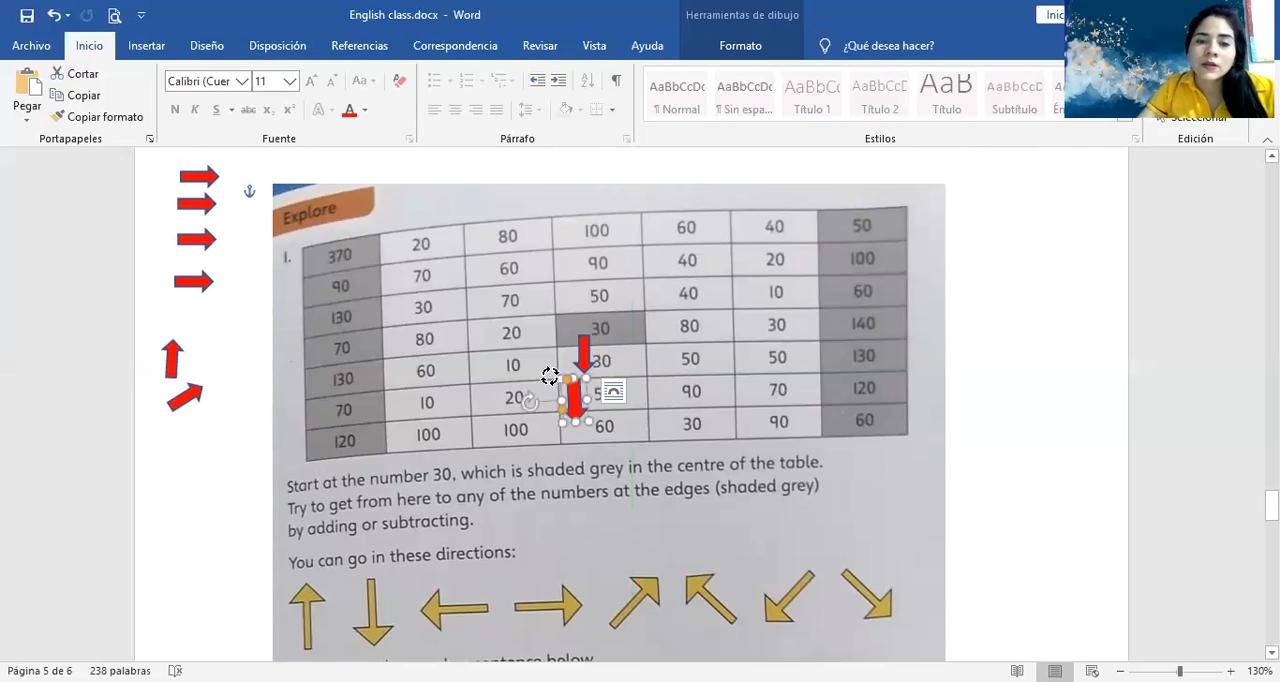 English class.docx - Word
Herramientas de dibujo
Archivo
Inicio
Insertar
Diseño
Disposición
Referencias
Correspondencia
Revisar
Vista
Ayuda
Formato
¿Qué desea hacer?
Pegar
Cortar
Copiar
Copiar formato
Calibri (Cuer
11
Aa
N K S abc x₂ x²
A A
AaBbCcDc AaBbCcDc AaBbCc AaBbCcD AaB AaBbCcD
¶ Normal ¶ Sin espa... Título 1 Título 2 Título Subtítulo
Portapapeles
Fuente
Párrafo
Estilos
Edición
Explore
1.
370 20 80 100 60 40 50
90 70 60 90 40 20 100
130 30 70 50 40 10 60
70 80 20 30 80 30 140
130 60 10 30 50 50 130
70 10 20 90 70 120
120 100 100 60 30 90 60
Start at the number 30, which is shaded grey in the centre of the table.
Try to get from here to any of the numbers at the edges (shaded grey)
by adding or subtracting.
You can go in these directions:
sentence below
Página 5 de 6
238 palabras
130%